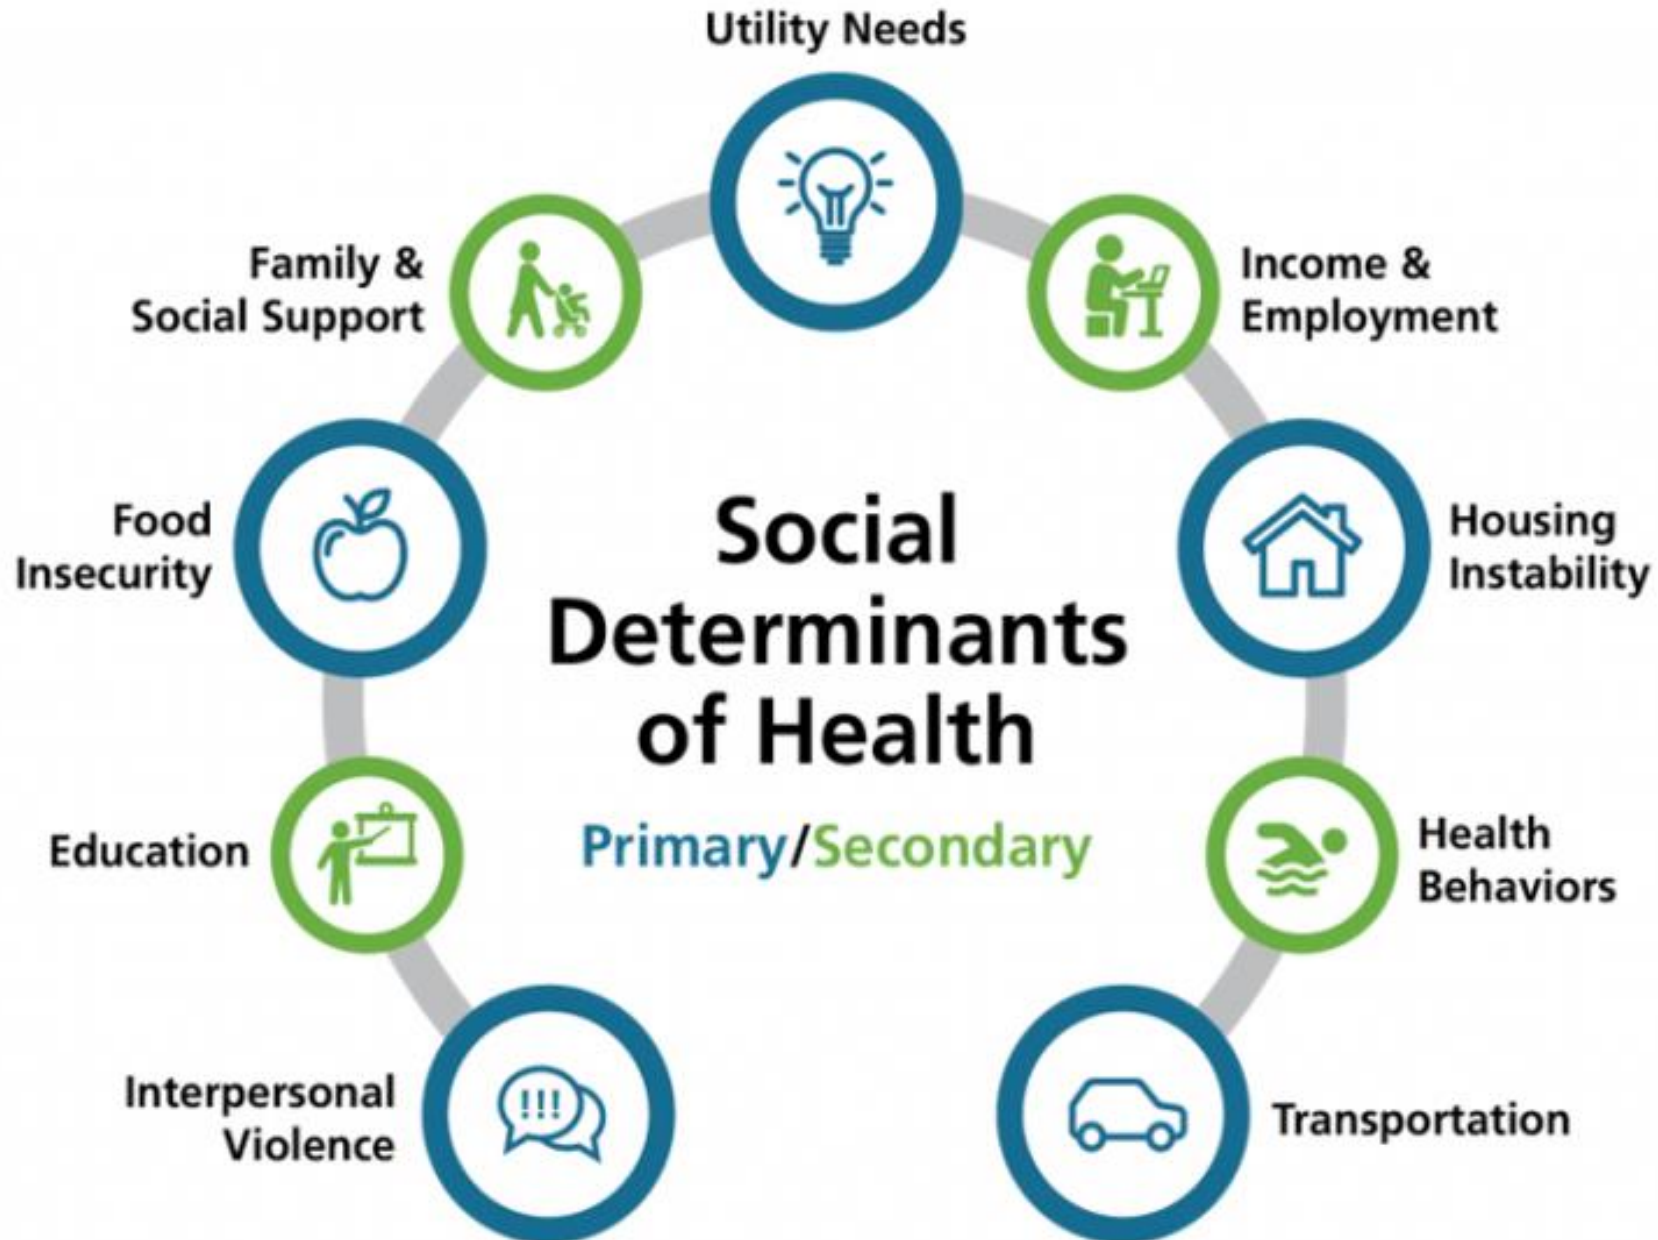 Utility Needs
Family &
Social Support
Income &
Employment
Food
Insecurity
Housing
Instability
Social
Determinants
of Health
Primary/Secondary
Education
Health
Behaviors
Interpersonal
Violence
!!!
Transportation